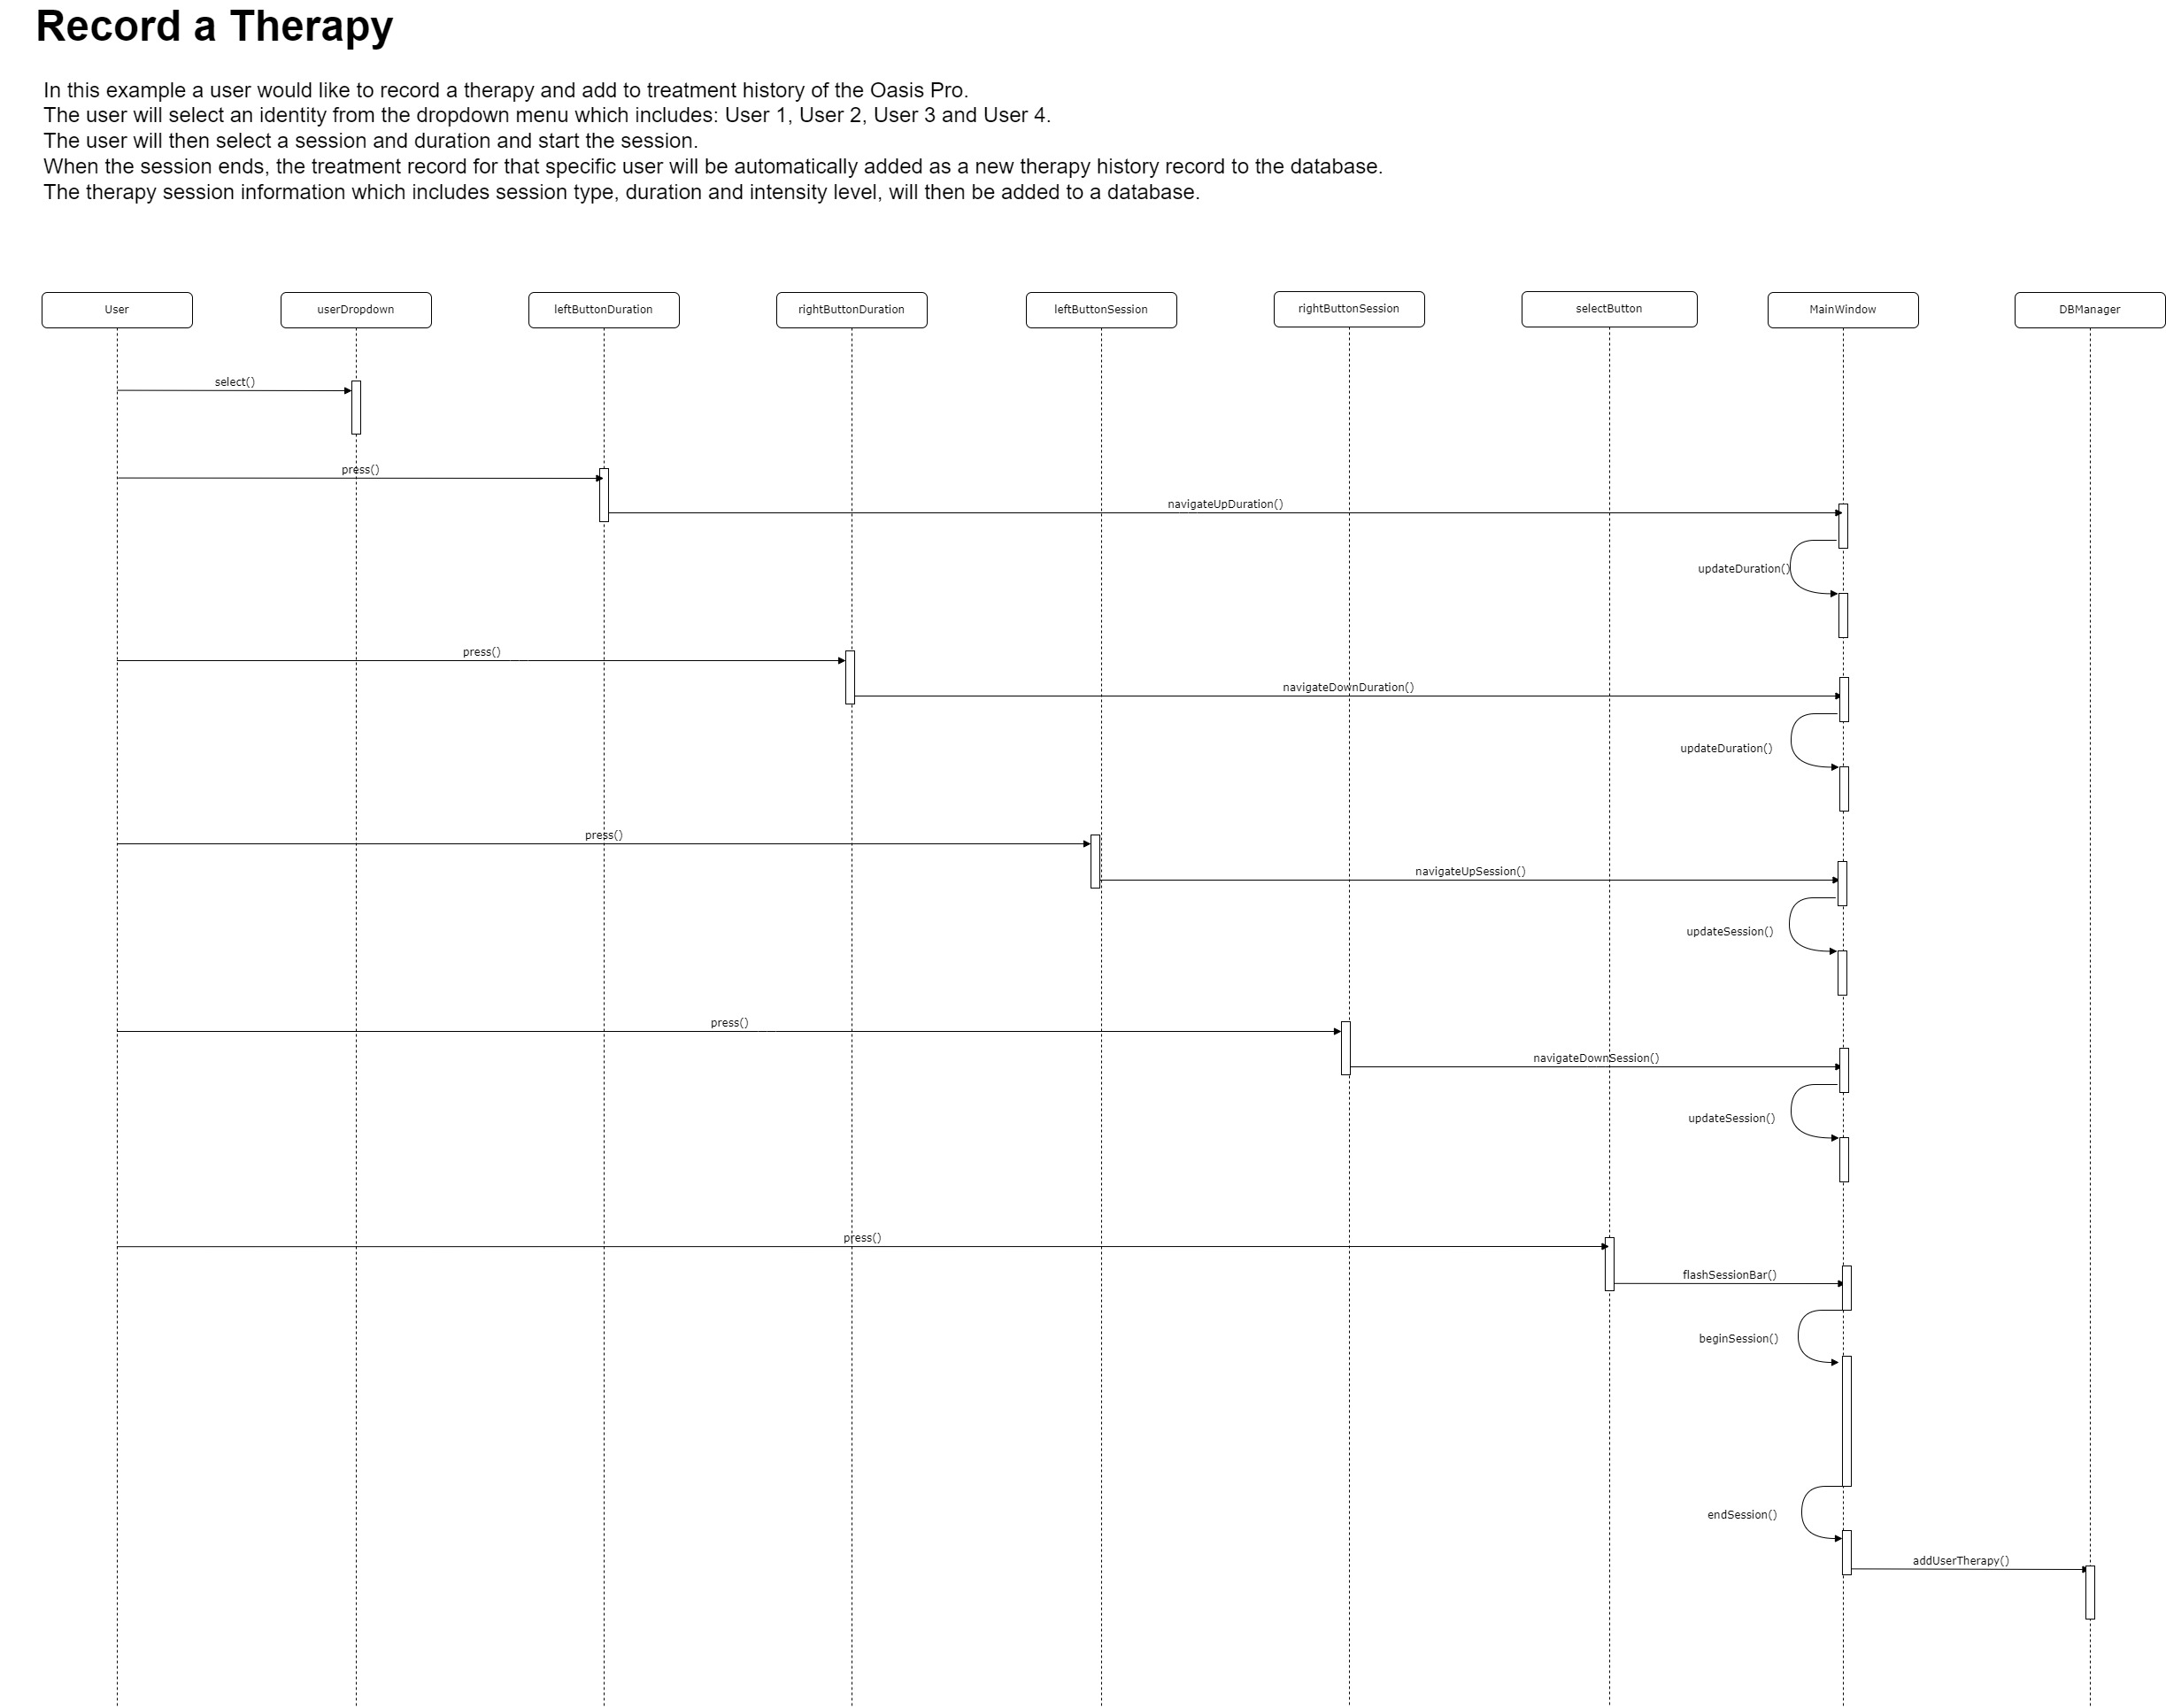 Record a Therapy
In this example a user would like to record a therapy and add to treatment history of the Oasis Pro.
The user will select an identity from the dropdown menu which includes: User 1, User 2, User 3 and User 4.
The user will then select a session and duration and start the session.
When the session ends, the treatment record for that specific user will be automatically added as a new therapy history record to the database.
The therapy session information which includes session type, duration and intensity level, will then be added to a database.
User
userDropdown
leftButtonDuration
rightButtonDuration
leftButtonSession
rightButtonSession
selectButton
MainWindow
DBManager
select()
press()
navigateUpDuration()
updateDuration()
press()
navigateDownDuration()
updateDuration()
press()
navigateUpSession()
updateSession()
press()
navigateDownSession()
updateSession()
press()
flashSessionBar()
beginSession()
endSession()
addUserTherapy()